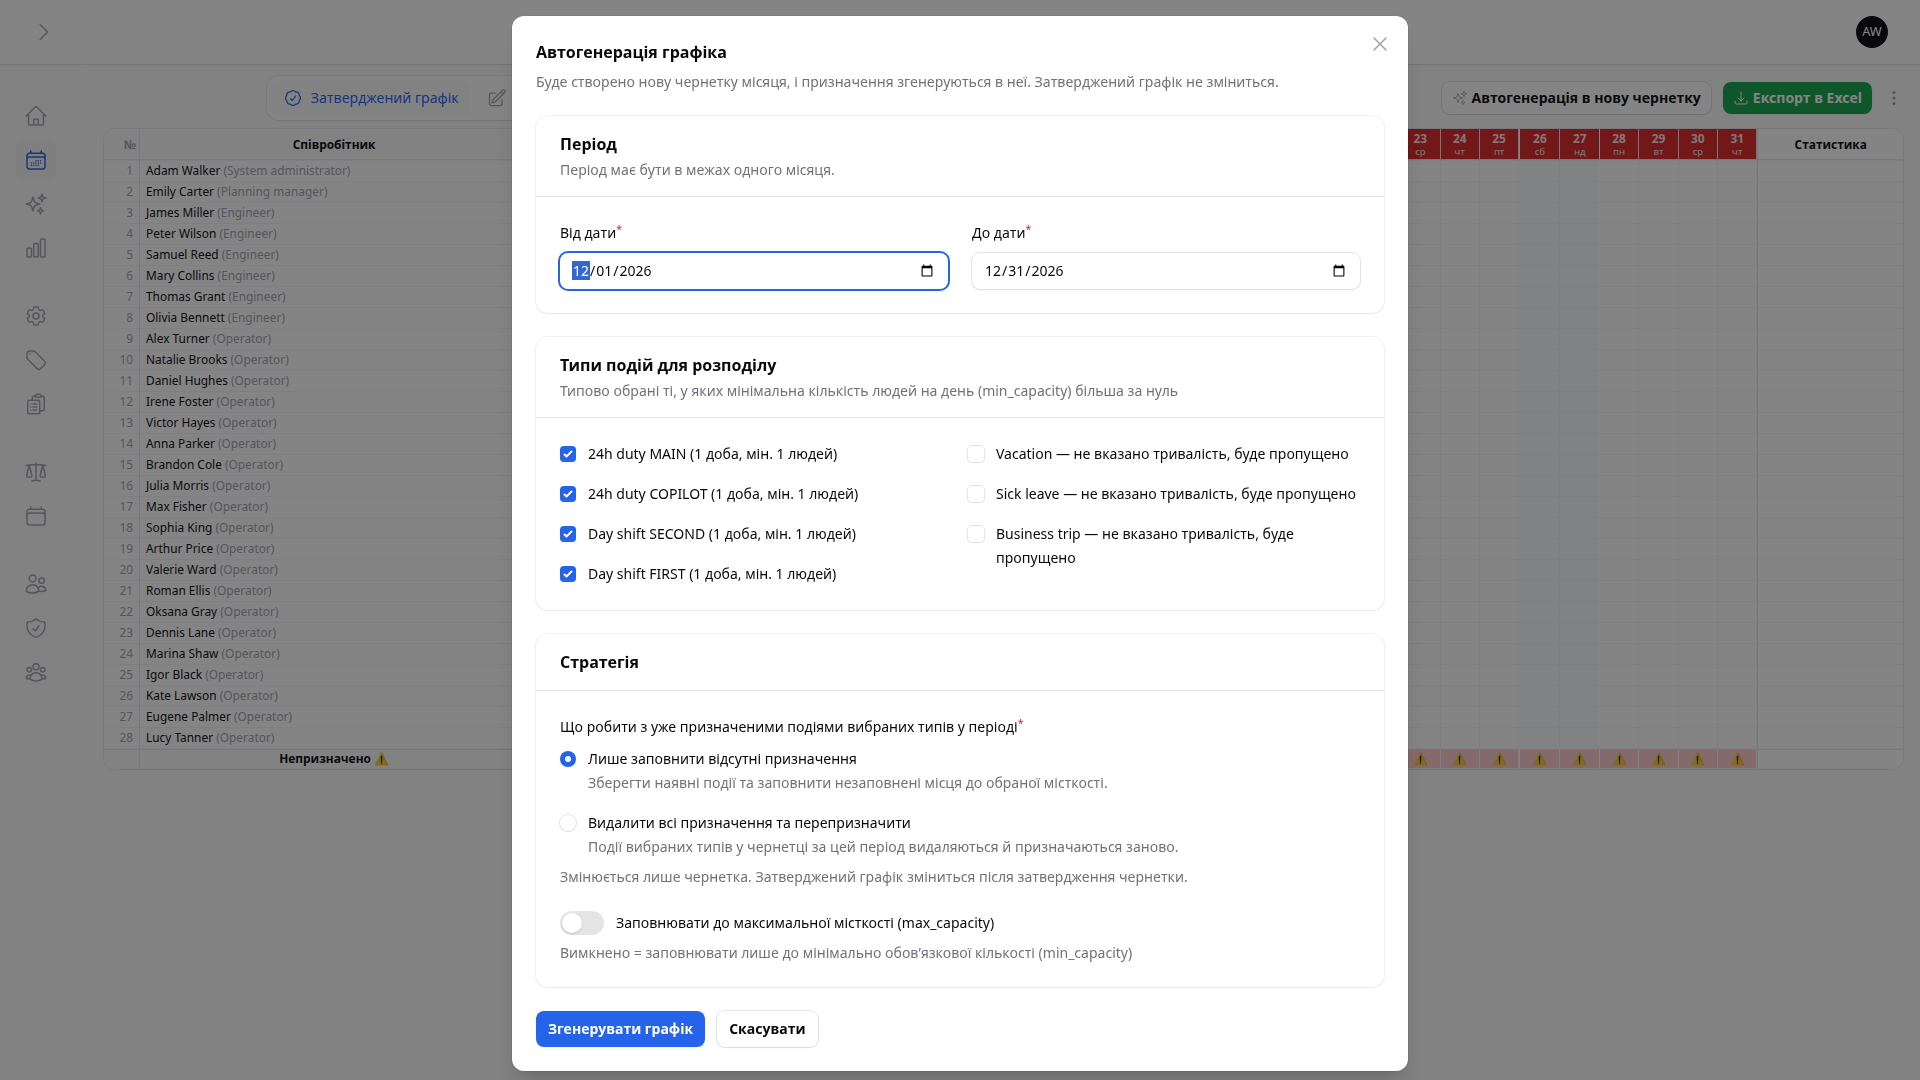 AW
Затверджений графік
Автогенерація в нову чернетку
Експорт в Excel
№ Співробітник 23 24 25 26 27 28 29 30 31 Статистика
ср чт пт сб нд пн вт ср чт
1 Adam Walker (System administrator)
2 Emily Carter (Planning manager)
3 James Miller (Engineer)
4 Peter Wilson (Engineer)
5 Samuel Reed (Engineer)
6 Mary Collins (Engineer)
7 Thomas Grant (Engineer)
8 Olivia Bennett (Engineer)
9 Alex Turner (Operator)
10 Natalie Brooks (Operator)
11 Daniel Hughes (Operator)
12 Irene Foster (Operator)
13 Victor Hayes (Operator)
14 Anna Parker (Operator)
15 Brandon Cole (Operator)
16 Julia Morris (Operator)
17 Max Fisher (Operator)
18 Sophia King (Operator)
19 Arthur Price (Operator)
20 Valerie Ward (Operator)
21 Roman Ellis (Operator)
22 Oksana Gray (Operator)
23 Dennis Lane (Operator)
24 Marina Shaw (Operator)
25 Igor Black (Operator)
26 Kate Lawson (Operator)
27 Eugene Palmer (Operator)
28 Lucy Tanner (Operator)
Непризначено ⚠️
Автогенерація графіка
Буде створено нову чернетку місяця, і призначення згенеруються в неї. Затверджений графік не зміниться.
Період
Період має бути в межах одного місяця.
Від дати* До дати*
12/01/2026 12/31/2026
Типи подій для розподілу
Типово обрані ті, у яких мінімальна кількість людей на день (min_capacity) більша за нуль
24h duty MAIN (1 доба, мін. 1 людей)
24h duty COPILOT (1 доба, мін. 1 людей)
Day shift SECOND (1 доба, мін. 1 людей)
Day shift FIRST (1 доба, мін. 1 людей)
Vacation — не вказано тривалість, буде пропущено
Sick leave — не вказано тривалість, буде пропущено
Business trip — не вказано тривалість, буде
пропущено
Стратегія
Що робити з уже призначеними подіями вибраних типів у періоді*
Лише заповнити відсутні призначення
Зберегти наявні події та заповнити незаповнені місця до обраної місткості.
Видалити всі призначення та перепризначити
Події вибраних типів у чернетці за цей період видаляються й призначаються заново.
Змінюється лише чернетка. Затверджений графік зміниться після затвердження чернетки.
Заповнювати до максимальної місткості (max_capacity)
Вимкнено = заповнювати лише до мінімально обов'язкової кількості (min_capacity)
Згенерувати графік
Скасувати